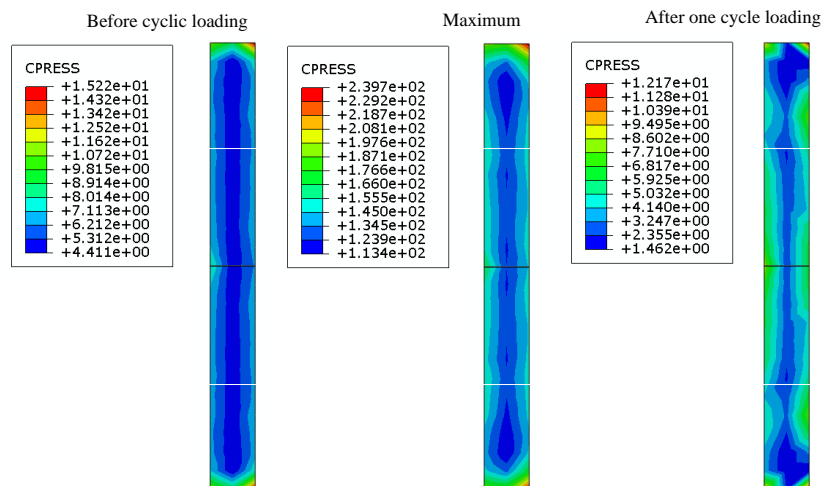 Before cyclic loading
Maximum
After one cycle loading
CPRESS
+1.522e+01
+1.432e+01
+1.342e+01
+1.252e+01
+1.162e+01
+1.072e+01
+9.815e+00
+8.914e+00
+8.014e+00
+7.113e+00
+6.212e+00
+5.312e+00
+4.411e+00
CPRESS
+2.397e+02
+2.292e+02
+2.187e+02
+2.081e+02
+1.976e+02
+1.871e+02
+1.766e+02
+1.660e+02
+1.555e+02
+1.450e+02
+1.345e+02
+1.239e+02
+1.134e+02
CPRESS
+1.217e+01
+1.128e+01
+1.039e+01
+9.495e+00
+8.602e+00
+7.710e+00
+6.817e+00
+5.925e+00
+5.032e+00
+4.140e+00
+3.247e+00
+2.355e+00
+1.462e+00